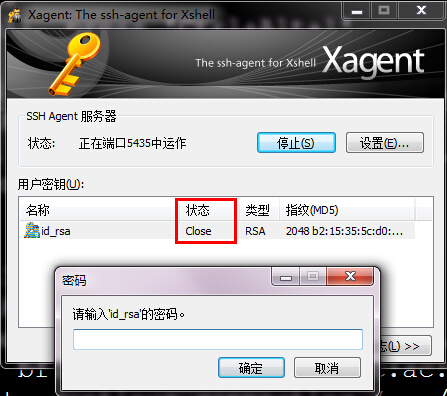 Xagent: The ssh-agent for Xshell
The ssh-agent for Xshell Xagent
SSH Agent 服务器
状态: 正在端口5435中运作 停止(S) 设置(E)...
用户密钥(U):
名称 状态 类型 指纹(MD5)
id_rsa Close RSA 2048 b2:15:35:5c:d0:...
密码
请输入'id_rsa'的密码。
确定 取消
(L) >>